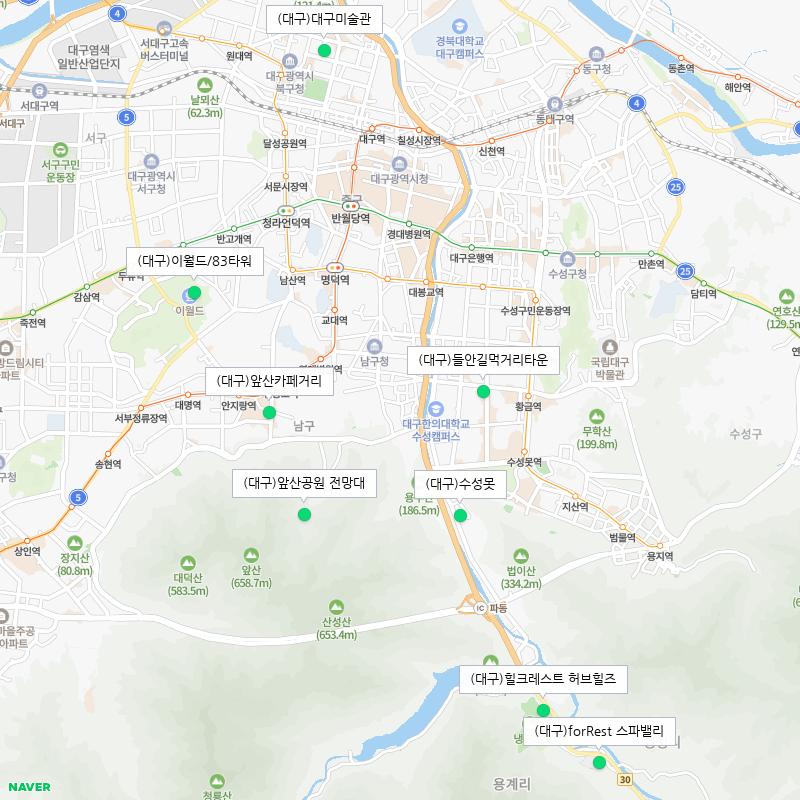 (대구)대구미술관
4
서대구고속
버스터미널
대구염색
일반산업단지
원대역
경북대학교
대구캠퍼스
동구청
동촌역
해안역
대구광역시
북구청
서대구역
날뫼산
(62.3m)
동대구역
4
5
서대구
서구
대구역
칠성시장역
신천역
달성공원역
서구구민
운동장
대구광역시
서구청
대구광역시청
서문시장역
25
중구
청라언덕역
반월당역
경대병원역
반고개역
대구은행역
수성구청
만촌역
(대구)이월드/83타워
두류역
남산역
명덕역
25
담티역
감삼역
이월드
대봉교역
수성구민운동장역
연호산
(129.5m)
죽전역
교대역
남구청
국립대구
박물관
(대구)들안길먹거리타운
(대구)앞산카페거리
대명역
안지랑역
서부정류장역
남구
황금역
대구한의대학교
수성캠퍼스
무학산
(199.8m)
수성구
송현역
수성못역
(대구)앞산공원 전망대
(대구)수성못
5
(186.5m)
지산역
범물역
용지역
상인역
장지산
(80.8m)
앞산
(658.7m)
대덕산
(583.5m)
법이산
(334.2m)
산성산
(653.4m)
IC
파동
마을주공
아파트
(대구)힐크레스트 허브힐즈
(대구)forRest 스파밸리
30
용계리
청룡산
NAVER